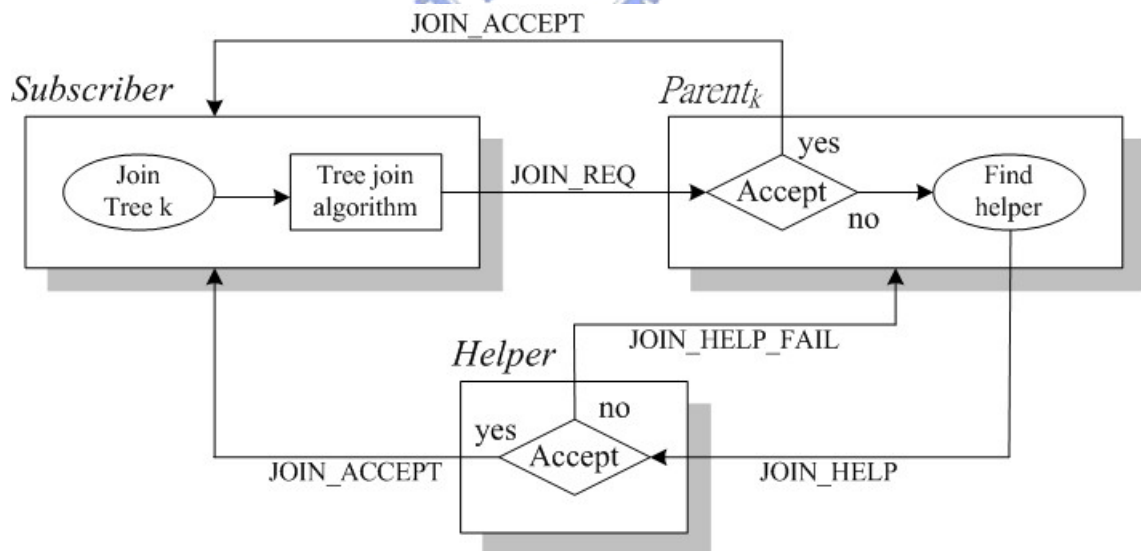 JOIN_ACCEPT
Subscriber
Parentk
Join
Tree k
Tree join
algorithm
JOIN_REQ
yes
Accept
no
Find
helper
JOIN_HELP_FAIL
Helper
no
yes
Accept
JOIN_ACCEPT
JOIN_HELP